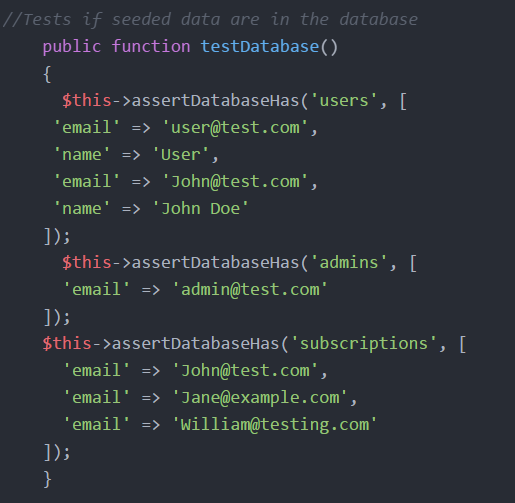 //Tests if seeded data are in the database
public function testDatabase()
{
$this->assertDatabaseHas('users', [
'email' => 'user@test.com',
'name' => 'User',
'email' => 'John@test.com',
'name' => 'John Doe'
]);
$this->assertDatabaseHas('admins', [
'email' => 'admin@test.com'
]);
$this->assertDatabaseHas('subscriptions', [
'email' => 'John@test.com',
'email' => 'Jane@example.com',
'email' => 'William@testing.com'
]);
}